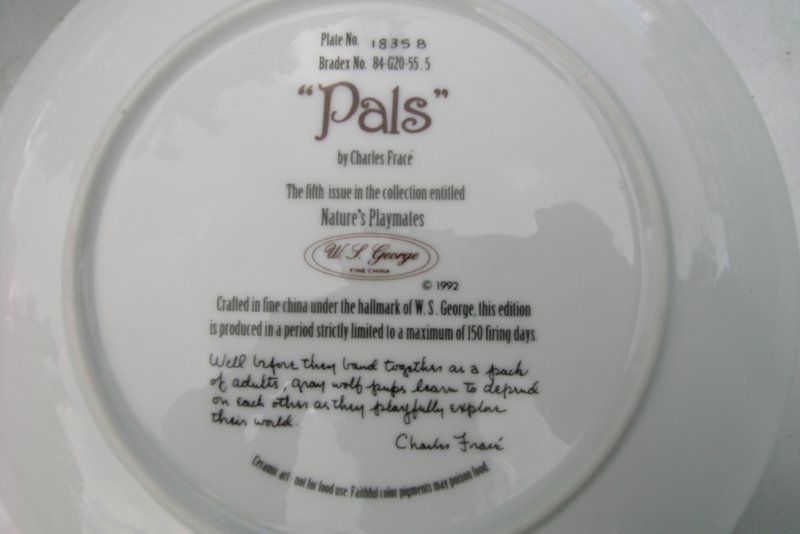 Plate No. 1835 B
Bradex No. 84-G20-55.5
"Pals"
by Charles Fracé
The fifth issue in the collection entitled
Nature's Playmates
W. S. George
FINE CHINA
© 1992
Crafted in fine china under the hallmark of W. S. George, this edition
is produced in a period strictly limited to a maximum of 150 firing days.
Well before they band together as a pack
of adults, gray wolf pups learn to depend
on each other as they playfully explore
their world.
Charles Fracé
Ceramic art not for food use. Faithful color pigments may poison food.